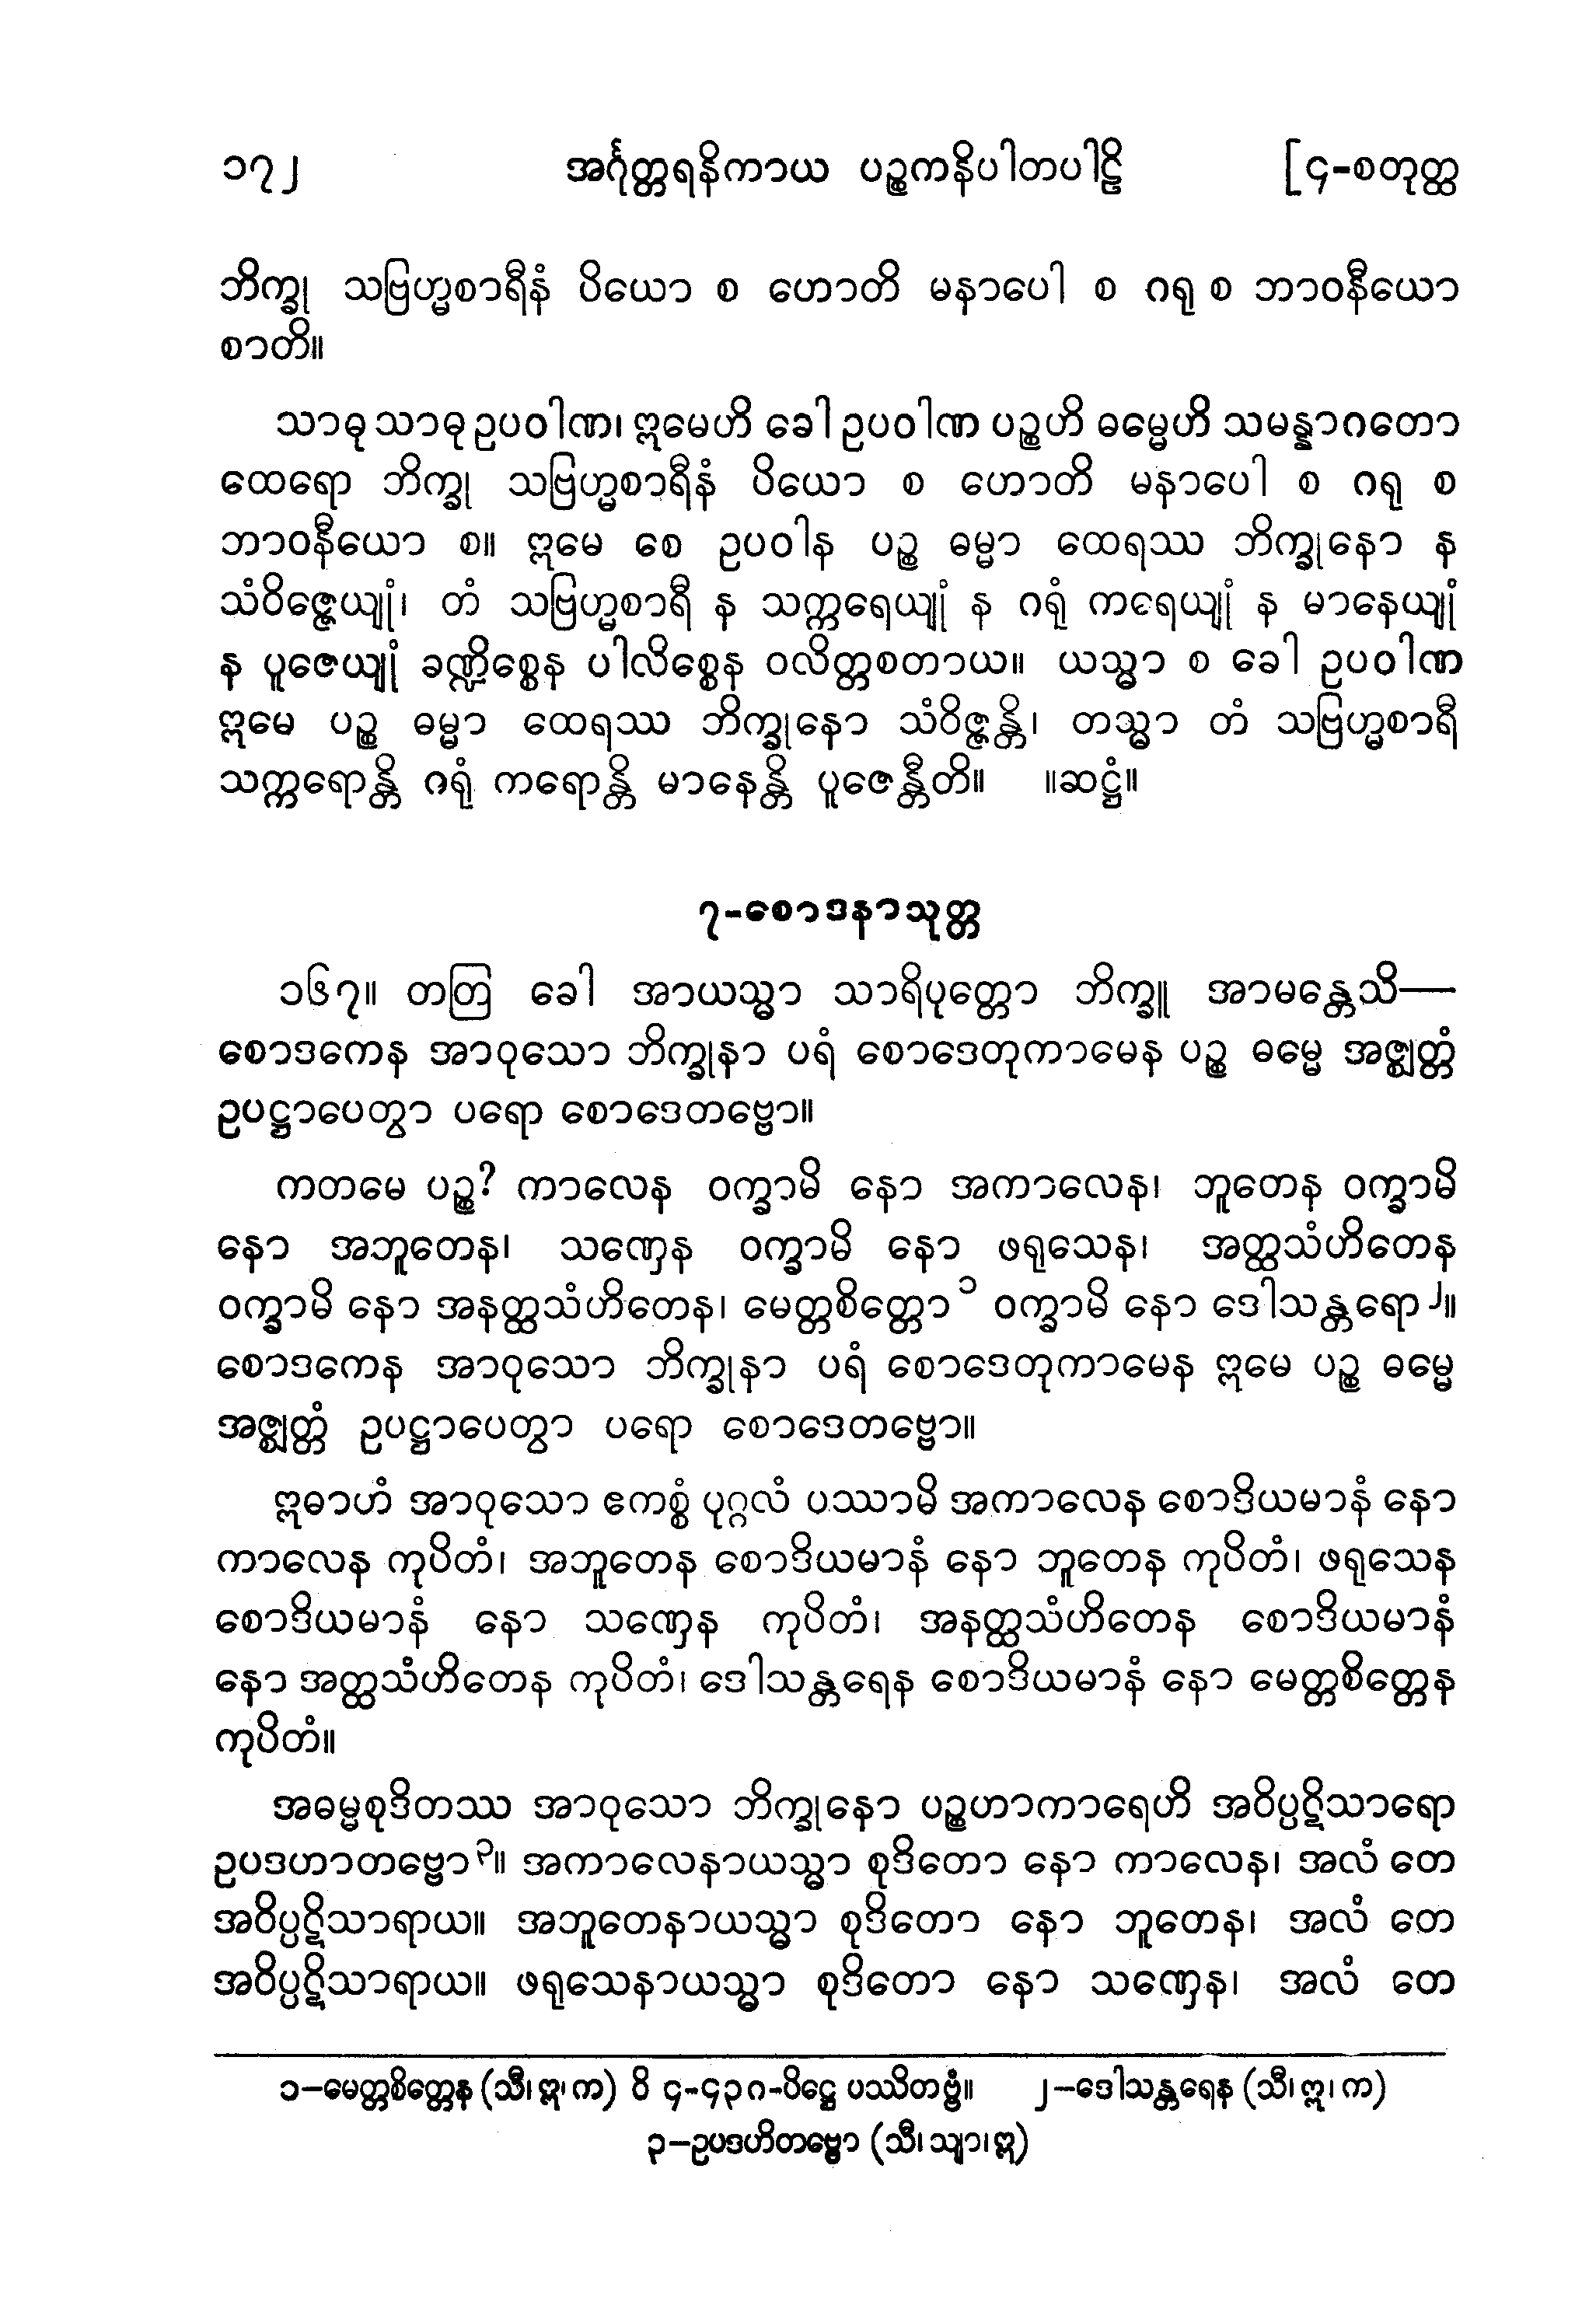 ၁၇၂ အင်္ဂုတ္တရနိကာယ ပဉ္စကနိပါတပါဠိ [၄-စတုတ္ထ
ဘိက္ခု သဗြဟ္မစာရီနံ ပိယော စ ဟောတိ မနာပေါ စ ဂရု စ ဘာဝနီယော
စာတိ။
သာဓု သာဓု ဥပဝါဏ၊ ဣမေဟိ ခေါ ဥပဝါဏ ပဉ္စဟိ ဓမ္မေဟိ သမန္နာဂတော
ထေရော ဘိက္ခု သဗြဟ္မစာရီနံ ပိယော စ ဟောတိ မနာပေါ စ ဂရု စ
ဘာဝနီယော စ။ ဣမေ စေ ဥပဝါန ပဉ္စ ဓမ္မာ ထေရဿ ဘိက္ခုနော န
သံဝိဇ္ဇေယျုံ၊ တံ သဗြဟ္မစာရီ န သက္ကရေယျုံ န ဂရုံ ကရေယျုံ န မာနေယျုံ
န ပူဇေယျုံ ခဏ္ဍိစ္စေန ပါလိစ္စေန ဝလိတ္တစတာယ။ ယသ္မာ စ ခေါ ဥပဝါဏ
ဣမေ ပဉ္စ ဓမ္မာ ထေရဿ ဘိက္ခုနော သံဝိဇ္ဇန္တိ၊ တသ္မာ တံ သဗြဟ္မစာရီ
သက္ကရောန္တိ ဂရုံ ကရောန္တိ မာနေန္တိ ပူဇေန္တီတိ။ ။ဆဋ္ဌံ။
၇-စောဒနာသုတ္တ
၁၆၇။ တတြ ခေါ အာယသ္မာ သာရိပုတ္တော ဘိက္ခူ အာမန္တေသိ—
စောဒကေန အာဝုသော ဘိက္ခုနာ ပရံ စောဒေတုကာမေန ပဉ္စ ဓမ္မေ အဇ္ဈတ္တံ
ဥပဋ္ဌာပေတွာ ပရော စောဒေတဗ္ဗော။
ကတမေ ပဉ္စ? ကာလေန ဝက္ခာမိ နော အကာလေန၊ ဘူတေန ဝက္ခာမိ
နော အဘူတေန၊ သဏှေန ဝက္ခာမိ နော ဖရုသေန၊ အတ္ထသံဟိတေန
ဝက္ခာမိ နော အနတ္ထသံဟိတေန၊ မေတ္တစိတ္တော ၁ ဝက္ခာမိ နော ဒေါသန္တရော ၂။
စောဒကေန အာဝုသော ဘိက္ခုနာ ပရံ စောဒေတုကာမေန ဣမေ ပဉ္စ ဓမ္မေ
အဇ္ဈတ္တံ ဥပဋ္ဌာပေတွာ ပရော စောဒေတဗ္ဗော။
ဣဓာဟံ အာဝုသော ဧကစ္စံ ပုဂ္ဂလံ ပဿာမိ အကာလေန စောဒိယမာနံ နော
ကာလေန ကုပိတံ၊ အဘူတေန စောဒိယမာနံ နော ဘူတေန ကုပိတံ၊ ဖရုသေန
စောဒိယမာနံ နော သဏှေန ကုပိတံ၊ အနတ္ထသံဟိတေန စောဒိယမာနံ
နော အတ္ထသံဟိတေန ကုပိတံ၊ ဒေါသန္တရေန စောဒိယမာနံ နော မေတ္တစိတ္တေန
ကုပိတံ။
အဓမ္မစုဒိတဿ အာဝုသော ဘိက္ခုနော ပဉ္စဟာကာရေဟိ အဝိပ္ပဋိသာရော
ဥပဒဟာတဗ္ဗော ၃။ အကာလေနာယသ္မာ စုဒိတော နော ကာလေန၊ အလံ တေ
အဝိပ္ပဋိသာရာယ။ အဘူတေနာယသ္မာ စုဒိတော နော ဘူတေန၊ အလံ တေ
အဝိပ္ပဋိသာရာယ။ ဖရုသေနာယသ္မာ စုဒိတော နော သဏှေန၊ အလံ တေ
၁—မေတ္တစိတ္တေန (သီ၊ ဣ၊ က) ဝိ ၄-၄၃၈-ပိဋ္ဌေ ပဿိတဗ္ဗံ။ ၂—ဒေါသန္တရေန (သီ၊ ဣ၊ က)
၃—ဥပဒဟိတဗ္ဗော (သီ၊ သျာ၊ ဣ)